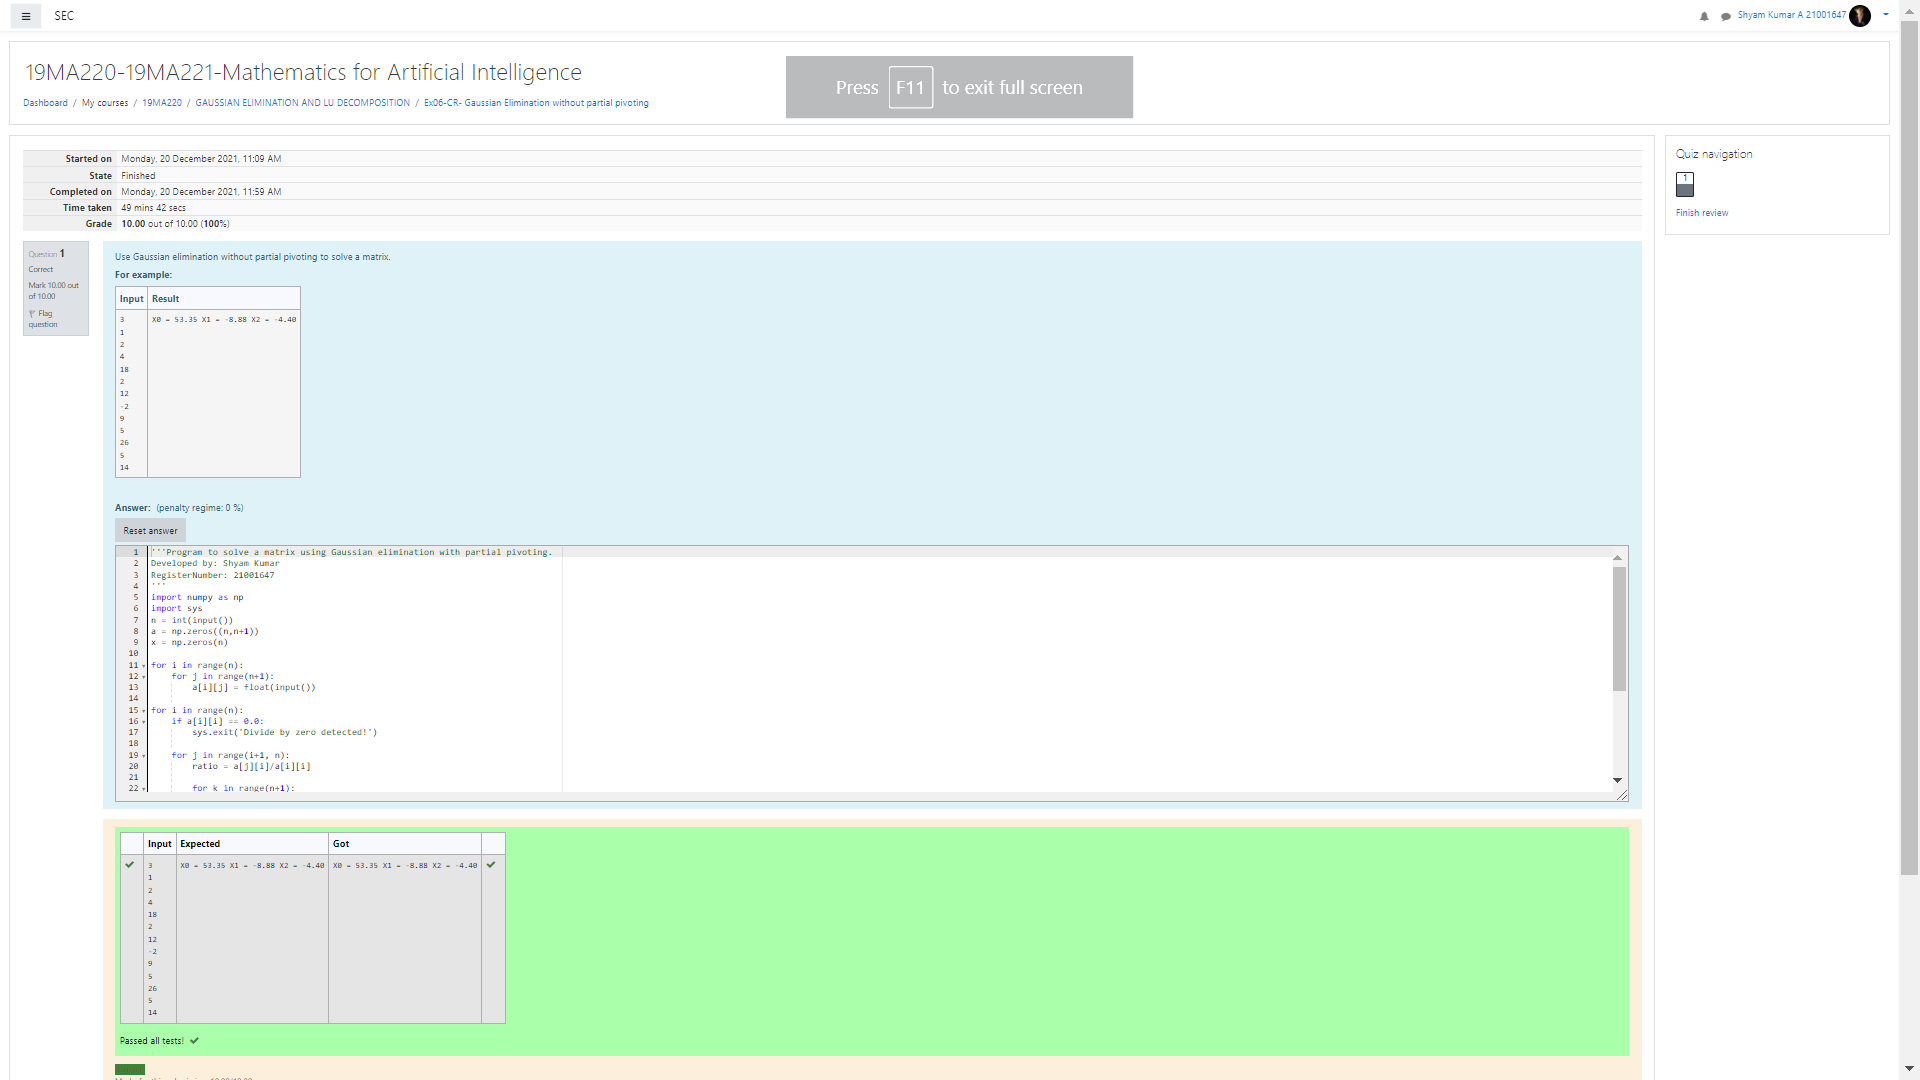 SEC
Shyam Kumar A 21001647
19MA220-19MA221-Mathematics for Artificial Intelligence
Dashboard / My courses / 19MA220 / GAUSSIAN ELIMINATION AND LU DECOMPOSITION / Ex06-CR- Gaussian Elimination without partial pivoting
Press F11 to exit full screen
Started on Monday, 20 December 2021, 11:09 AM
State Finished
Completed on Monday, 20 December 2021, 11:59 AM
Time taken 49 mins 42 secs
Grade 10.00 out of 10.00 (100%)
Quiz navigation
1
Finish review
Question 1
Correct
Mark 10.00 out
of 10.00
Flag
question
Use Gaussian elimination without partial pivoting to solve a matrix.
For example:
Input Result
3 X0 = 53.35 X1 = -8.88 X2 = -4.40
1
2
4
18
2
12
-2
9
5
26
5
14
Answer: (penalty regime: 0 %)
Reset answer
1 '''Program to solve a matrix using Gaussian elimination with partial pivoting.
2 Developed by: Shyam Kumar
3 RegisterNumber: 21001647
4 '''
5 import numpy as np
6 import sys
7 n = int(input())
8 a = np.zeros((n,n+1))
9 x = np.zeros(n)
10
11 for i in range(n):
12 for j in range(n+1):
13 a[i][j] = float(input())
14
15 for i in range(n):
16 if a[i][i] == 0.0:
17 sys.exit('Divide by zero detected!')
18
19 for j in range(i+1, n):
20 ratio = a[j][i]/a[i][i]
21
22 for k in range(n+1):
Input Expected Got
3 X0 = 53.35 X1 = -8.88 X2 = -4.40 X0 = 53.35 X1 = -8.88 X2 = -4.40
1
2
4
18
2
12
-2
9
5
26
5
14
Passed all tests!